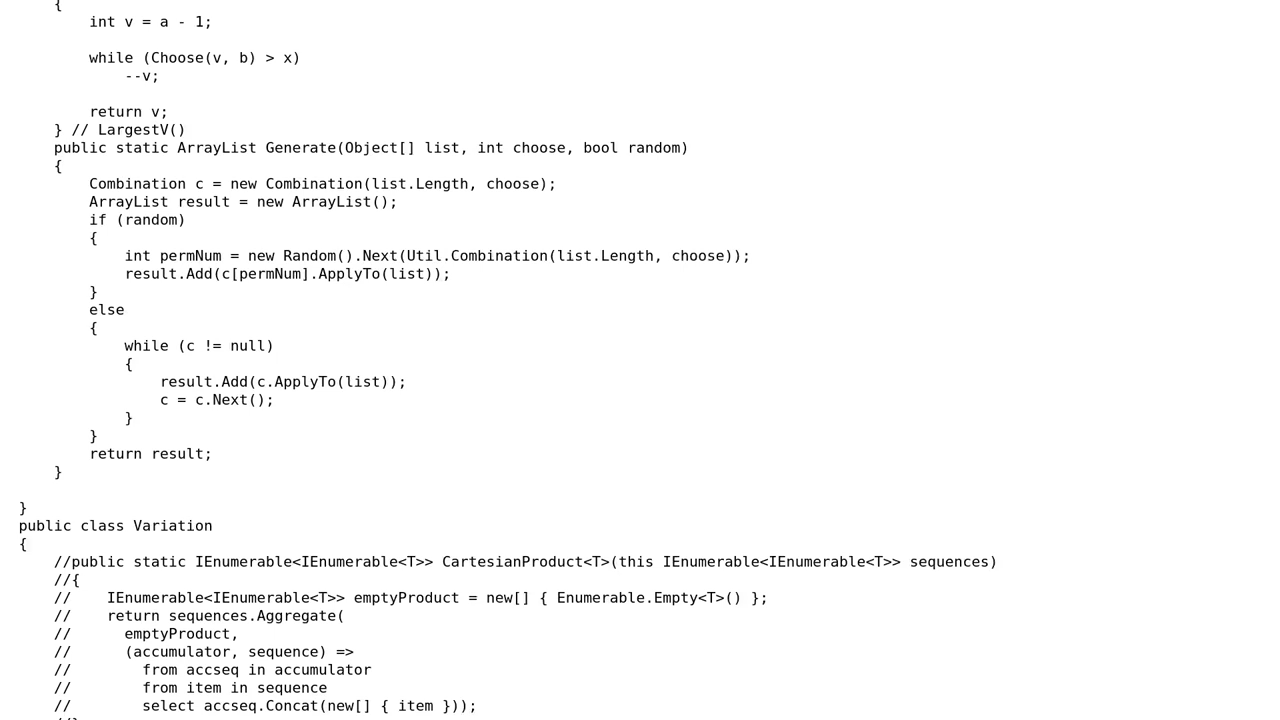 {
int v = a - 1;
while (Choose(v, b) > x)
--v;
return v;
} // LargestV()
public static ArrayList Generate(Object[] list, int choose, bool random)
{
Combination c = new Combination(list.Length, choose);
ArrayList result = new ArrayList();
if (random)
{
int permNum = new Random().Next(Util.Combination(list.Length, choose));
result.Add(c[permNum].ApplyTo(list));
}
else
{
while (c != null)
{
result.Add(c.ApplyTo(list));
c = c.Next();
}
}
return result;
}
}
public class Variation
{
//public static IEnumerable<IEnumerable<T>> CartesianProduct<T>(this IEnumerable<IEnumerable<T>> sequences)
//{
//    IEnumerable<IEnumerable<T>> emptyProduct = new[] { Enumerable.Empty<T>() };
//    return sequences.Aggregate(
//      emptyProduct,
//      (accumulator, sequence) =>
//        from accseq in accumulator
//        from item in sequence
//        select accseq.Concat(new[] { item }));
//}